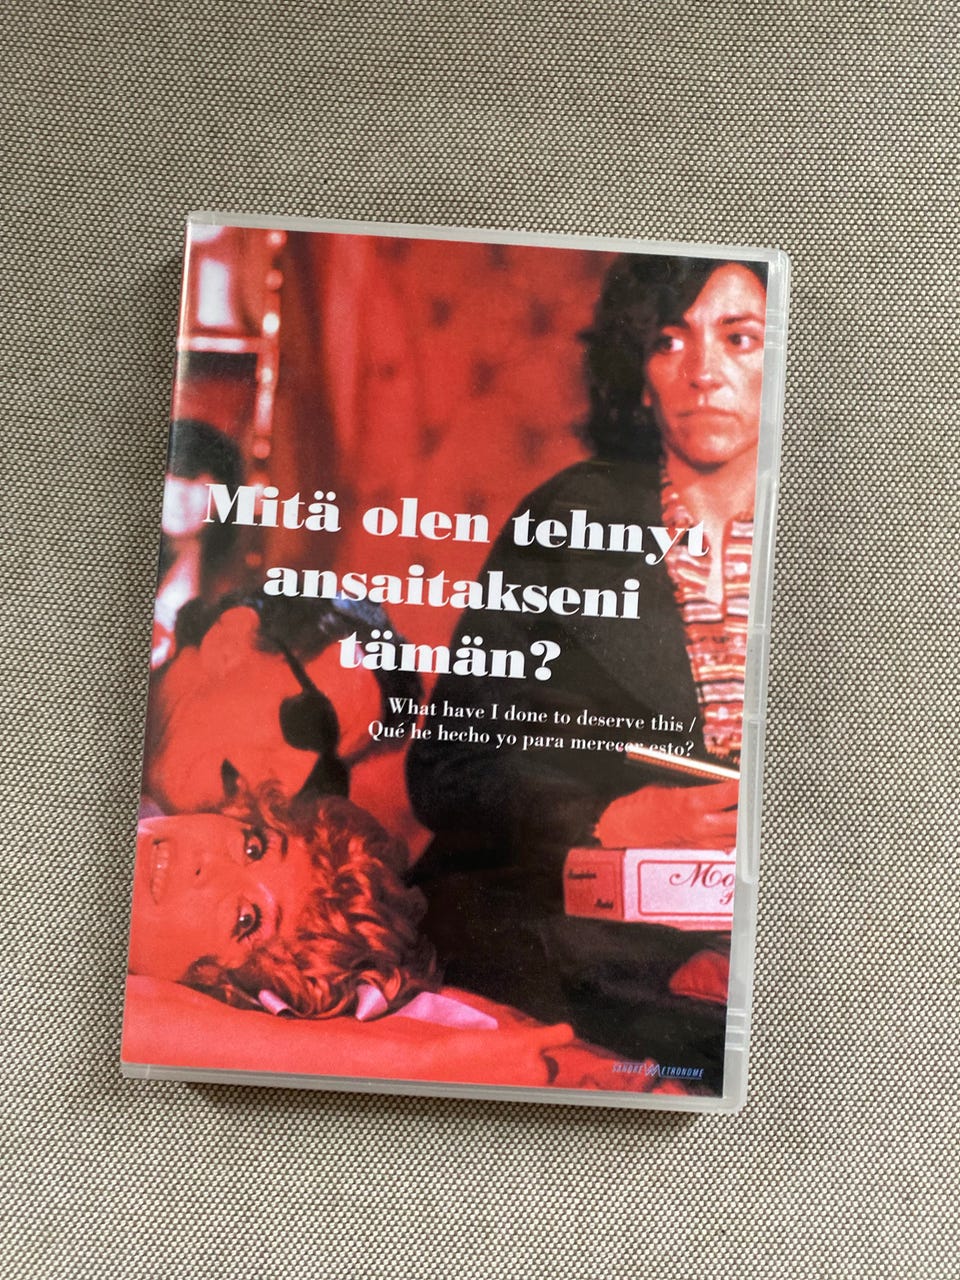 Mitä olen tehnyt
ansaitakseni
tämän?
What have I done to deserve this /
Qué he hecho yo para merecer esto?
Mo
SANDREW METRONOME